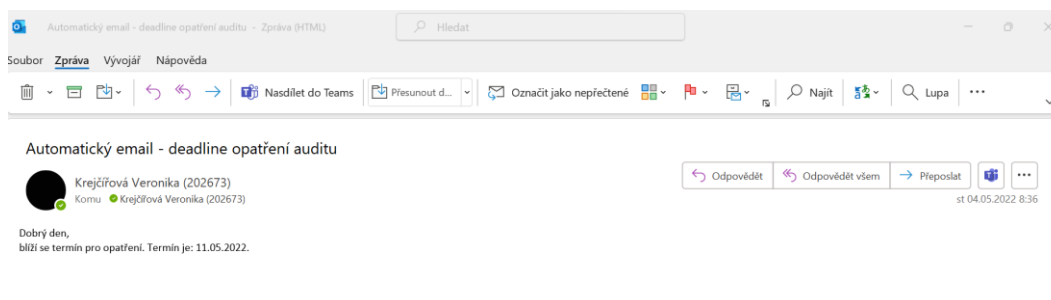 Automatický email - deadline opatření auditu - Zpráva (HTML)
Hledat
Soubor Zpráva Vývojář Nápověda
Nasdílet do Teams Přesunout d... Označit jako nepřečtené Najít Lupa ...
Automatický email - deadline opatření auditu
Krejčířová Veronika (202673)
Komu Krejčířová Veronika (202673)
Odpovědět Odpovědět všem Přeposlat ...
st 04.05.2022 8:36
Dobrý den,
blíží se termín pro opatření. Termín je: 11.05.2022.